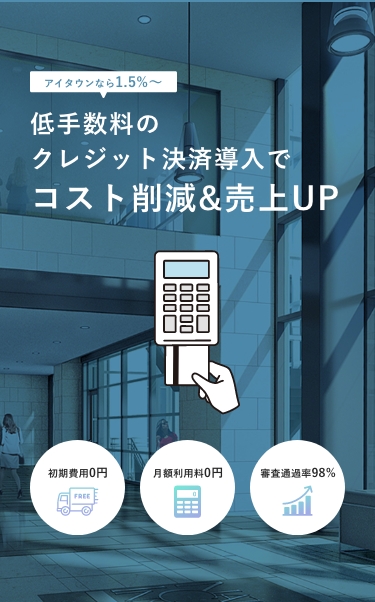 アイタウンなら1.5%〜
低手数料の
クレジット決済導入で
コスト削減&売上UP
初期費用0円
FREE
月額利用料0円
審査通過率98%